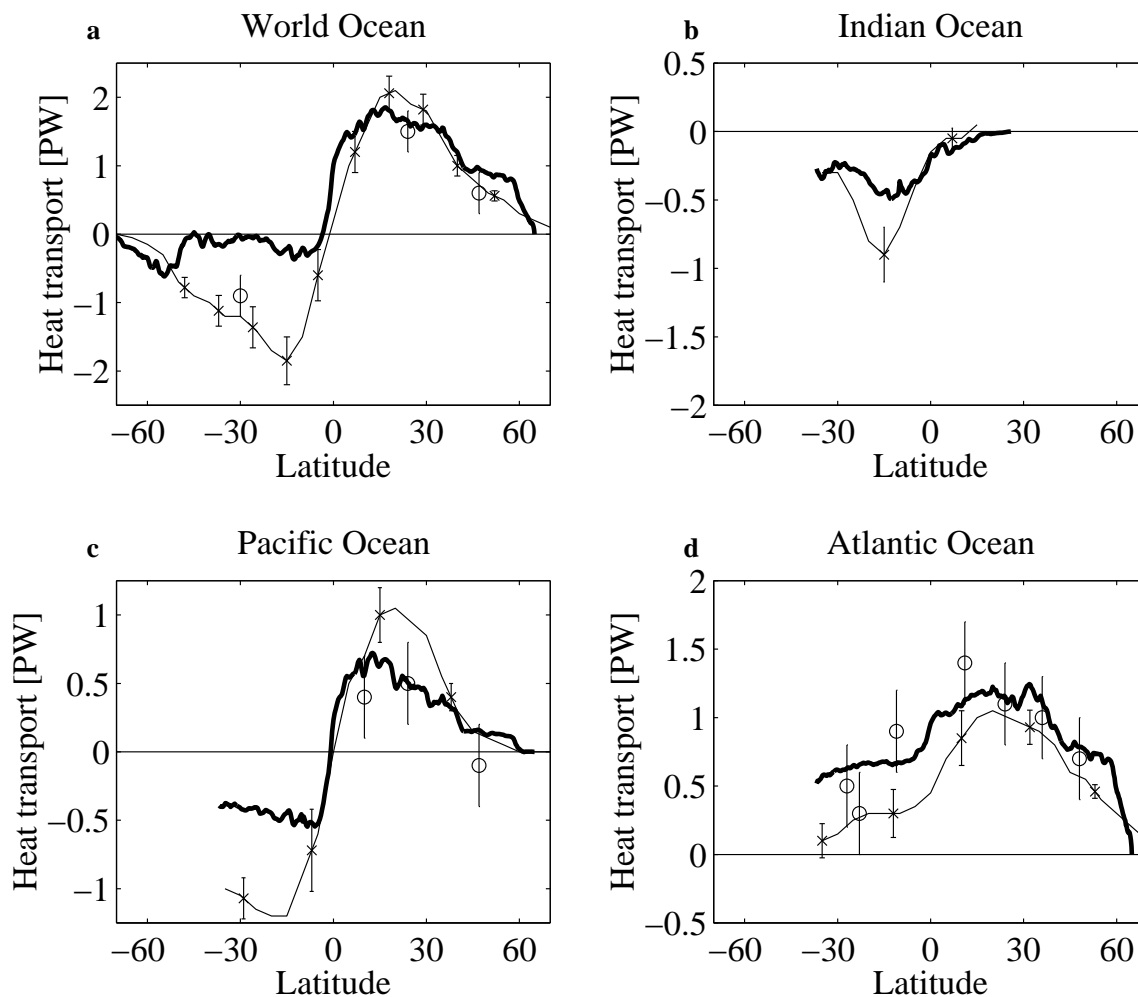 a World Ocean
Heat transport [PW]
2
1
0
−1
−2
−60 −30 0 30 60
Latitude
b Indian Ocean
Heat transport [PW]
0.5
0
−0.5
−1
−1.5
−2
−60 −30 0 30 60
Latitude
c Pacific Ocean
Heat transport [PW]
1
0.5
0
−0.5
−1
−60 −30 0 30 60
Latitude
d Atlantic Ocean
Heat transport [PW]
2
1.5
1
0.5
0
−0.5
−60 −30 0 30 60
Latitude